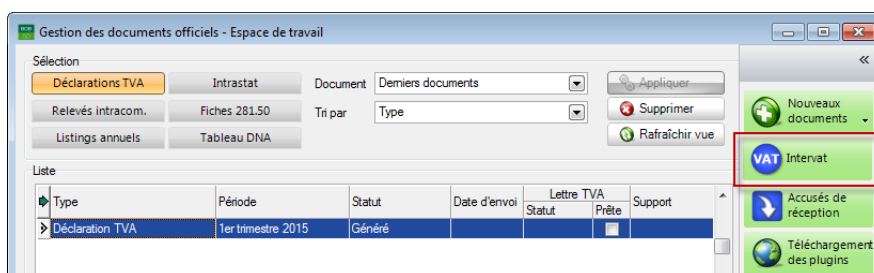 Gestion des documents officiels - Espace de travail
Sélection
Déclarations TVA
Intrastat
Document
Derniers documents
Appliquer
Relevés intracom.
Fiches 281.50
Tri par
Type
Supprimer
Listings annuels
Tableau DNA
Rafraîchir vue
Liste
Type
Période
Statut
Date d'envoi
Lettre TVA
Statut
Prête
Support
Déclaration TVA
1er trimestre 2015
Généré
«
Nouveaux
documents
VAT
Intervat
Accusés de
réception
Téléchargement
des plugins